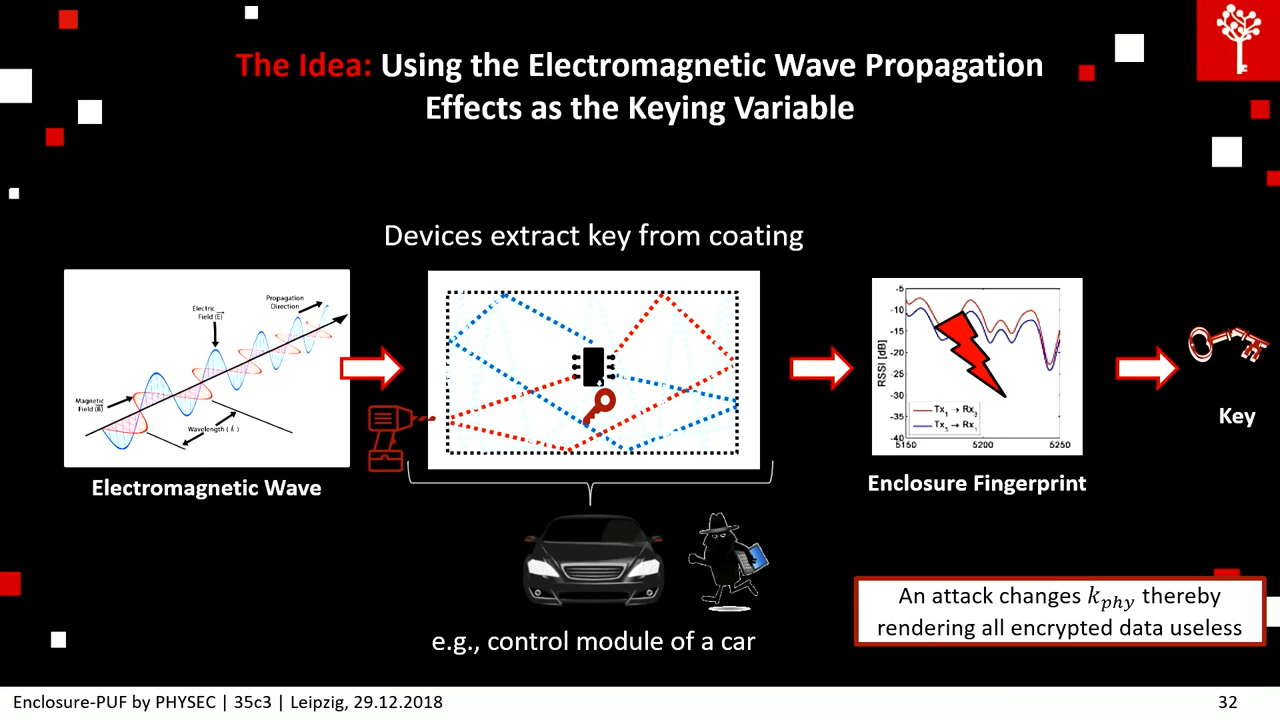 The Idea: Using the Electromagnetic Wave Propagation
Effects as the Keying Variable
Devices extract key from coating
Electric
Field (E)
Propagation
Direction
Magnetic
Field (B)
Wavelength (λ)
Electromagnetic Wave
-5
-10
-15
-20
-25
-30
-35
-40
RSSI [dB]
Tx1 → Rx2
5150
5200
5250
Enclosure Fingerprint
Key
e.g., control module of a car
An attack changes k_phy thereby
rendering all encrypted data useless
Enclosure-PUF by PHYSEC | 35c3 | Leipzig, 29.12.2018
32